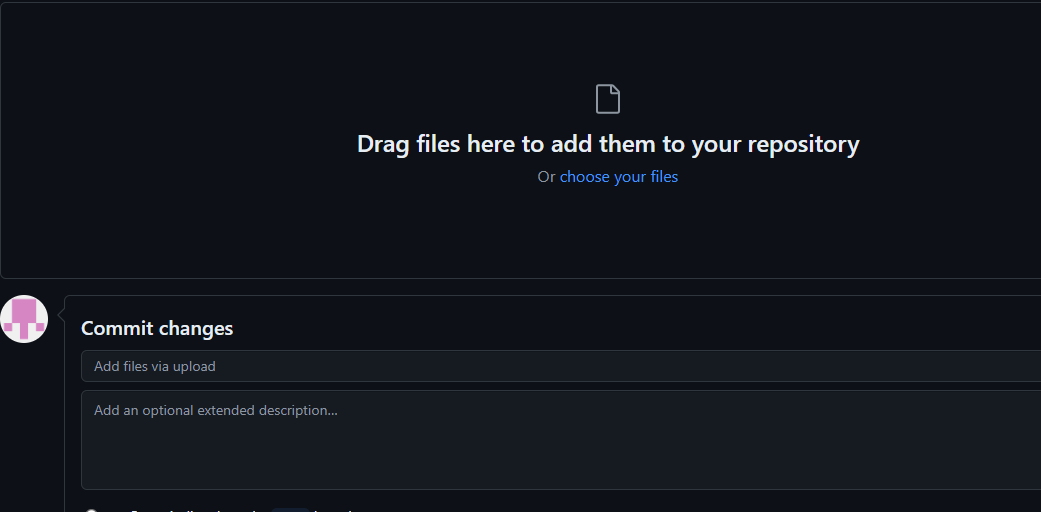 Drag files here to add them to your repository
Or choose your files
Commit changes
Add files via upload
Add an optional extended description...